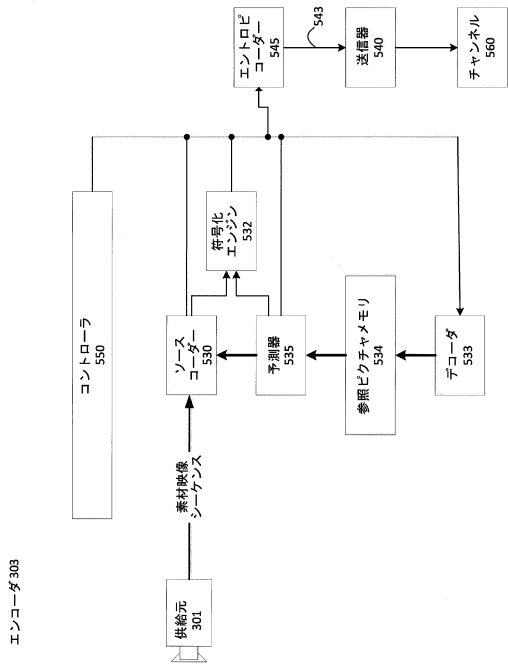 エンコーダ 303
コントローラ
550
供給元
301
素材映像
シーケンス
ソース
コーダー
530
符号化
エンジン
532
予測器
535
参照ピクチャメモリ
534
デコーダ
533
エントロピ
コーダー
545
543
送信器
540
チャンネル
560